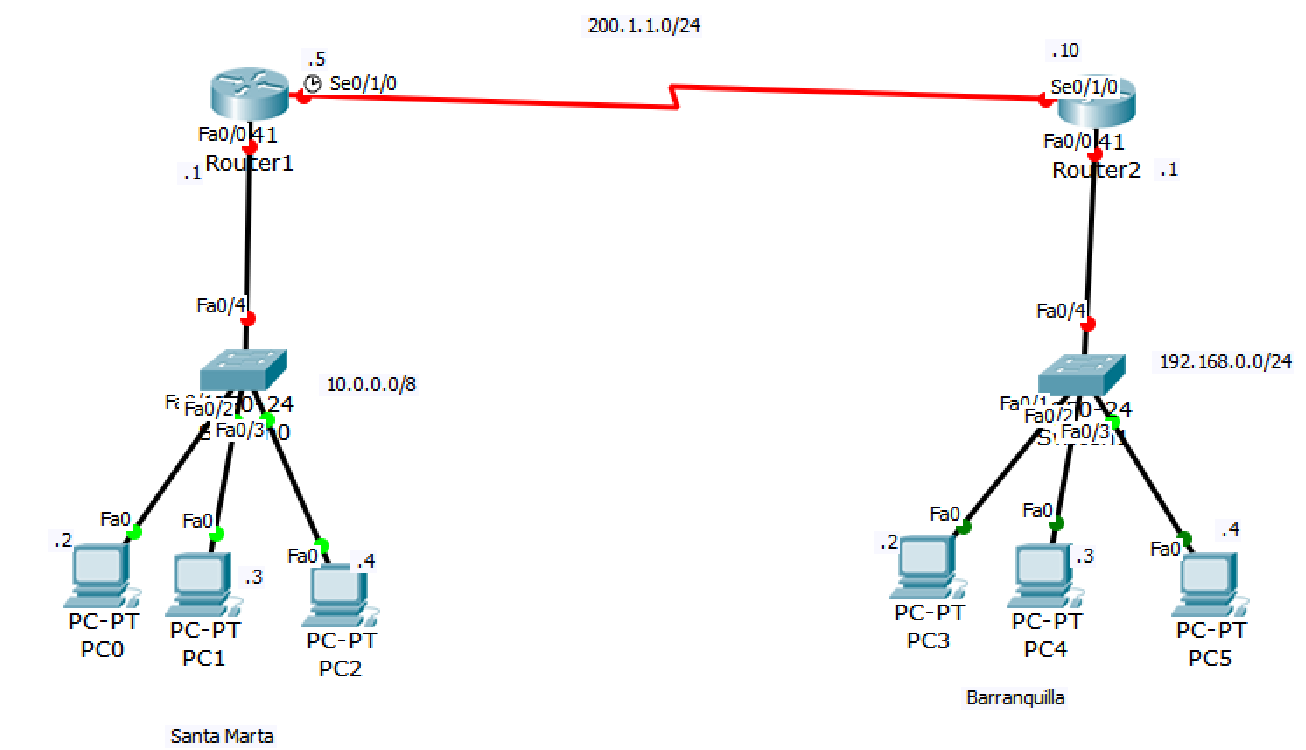 200.1.1.0/24
.5
Se0/1/0
.10
Se0/1/0
Fa0/0
41
Router1
.1
Fa0/0
41
Router2
.1
Fa0/4
Fa0/4
10.0.0.0/8
192.168.0.0/24
Fa0/2
24
Fa0/3
Fa0/2
24
Fa0/3
Fa0
Fa0
Fa0
.2
.3
.4
PC-PT
PC0
PC-PT
PC1
PC-PT
PC2
Fa0
Fa0
Fa0
.2
.3
.4
PC-PT
PC3
PC-PT
PC4
PC-PT
PC5
Barranquilla
Santa Marta